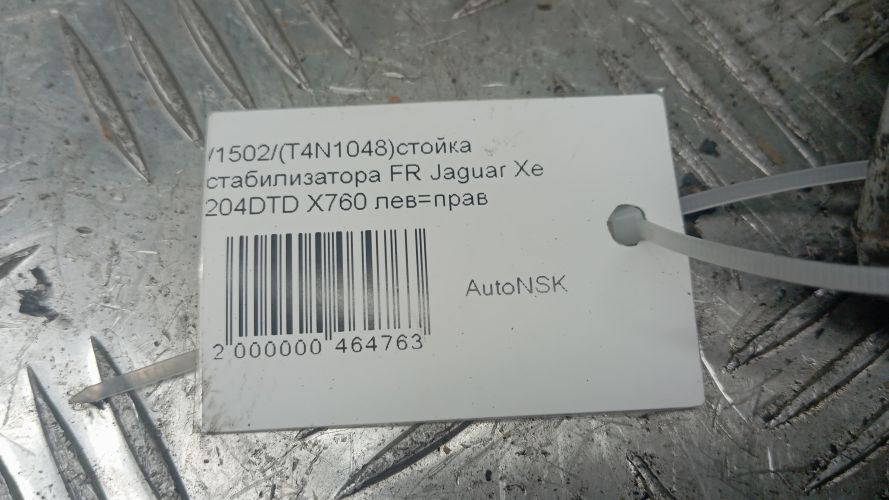 /1502/(T4N1048)стойка
стабилизатора FR Jaguar Xe
204DTD X760 лев=прав
AutoNSK
2 000000 464763